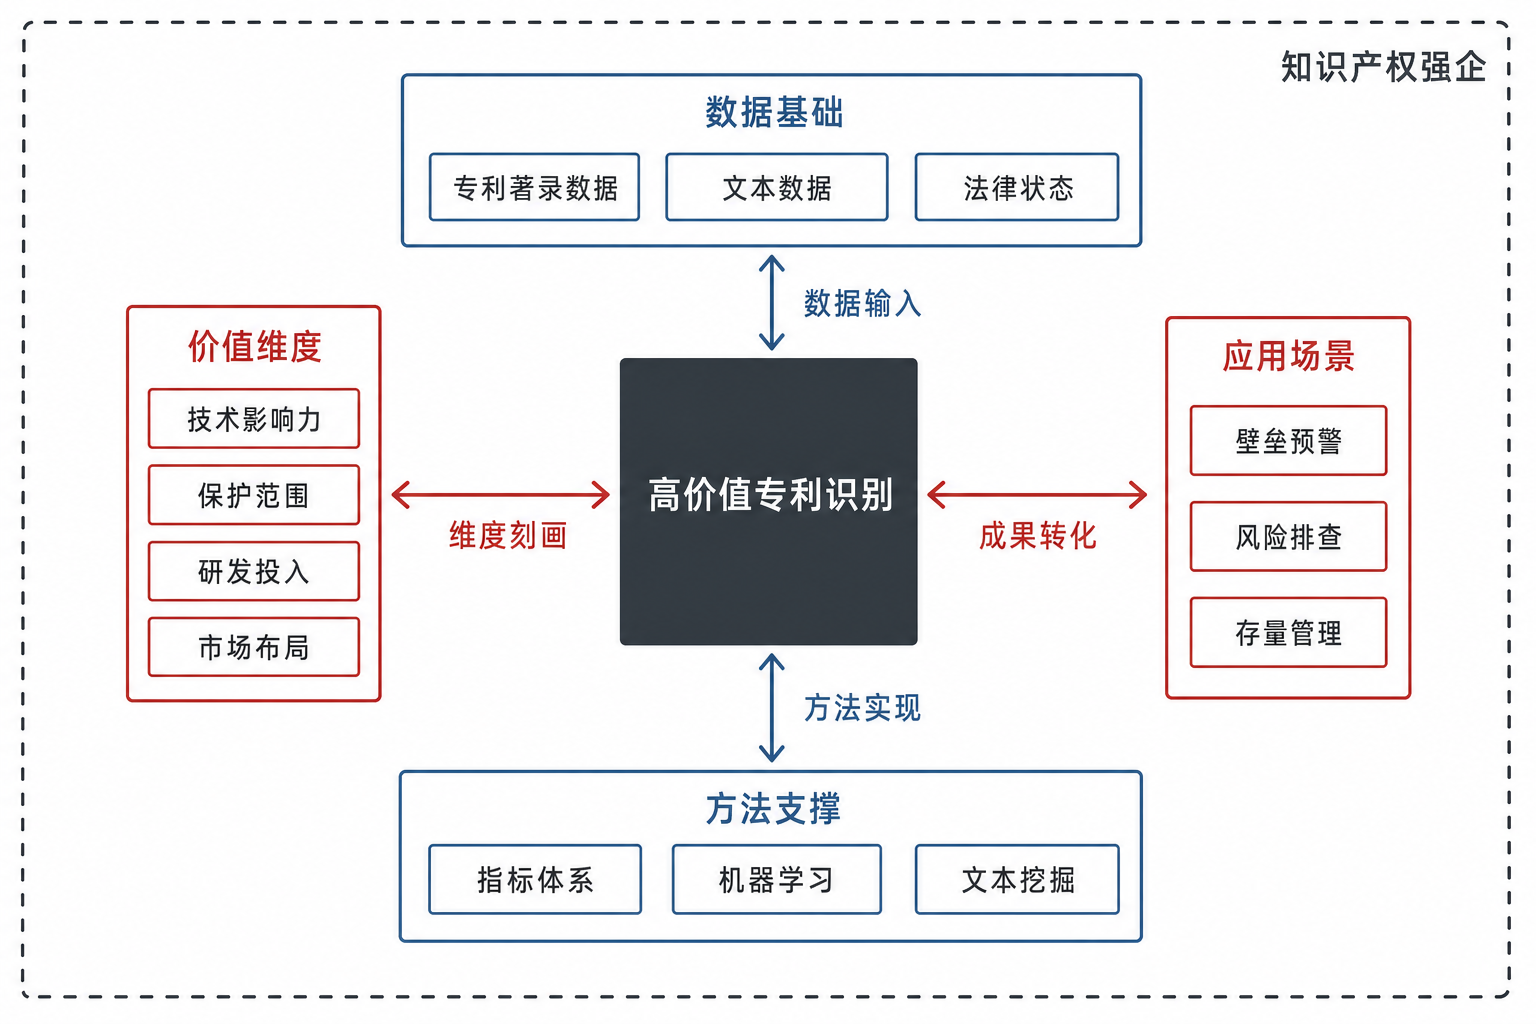 知识产权强企
数据基础
专利著录数据
文本数据
法律状态
数据输入
价值维度
技术影响力
保护范围
研发投入
市场布局
维度刻画
高价值专利识别
成果转化
应用场景
壁垒预警
风险排查
存量管理
方法实现
方法支撑
指标体系
机器学习
文本挖掘